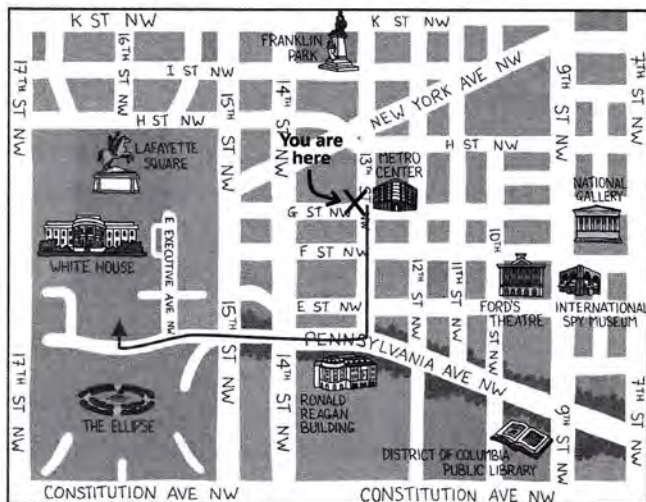 K ST NW
K ST NW
16TH ST NW
FRANKLIN
PARK
17TH ST NW
I ST NW
15TH ST NW
14TH ST NW
NEW YORK AVE NW
9TH ST NW
7TH ST NW
H ST NW
H ST NW
You are
here
13TH ST NW
METRO
CENTER
LAFAYETTE
SQUARE
NATIONAL
GALLERY
G ST NW
WHITE HOUSE
E EXECUTIVE AVE NW
F ST NW
10TH ST NW
12TH ST NW
11TH ST NW
FORD'S
THEATRE
INTERNATIONAL
SPY MUSEUM
E ST NW
15TH ST NW
PENNSYLVANIA AVE NW
17TH ST NW
14TH ST NW
RONALD
REAGAN
BUILDING
9TH ST NW
7TH ST NW
THE ELLIPSE
DISTRICT OF COLUMBIA
PUBLIC LIBRARY
CONSTITUTION AVE NW
CONSTITUTION AVE NW